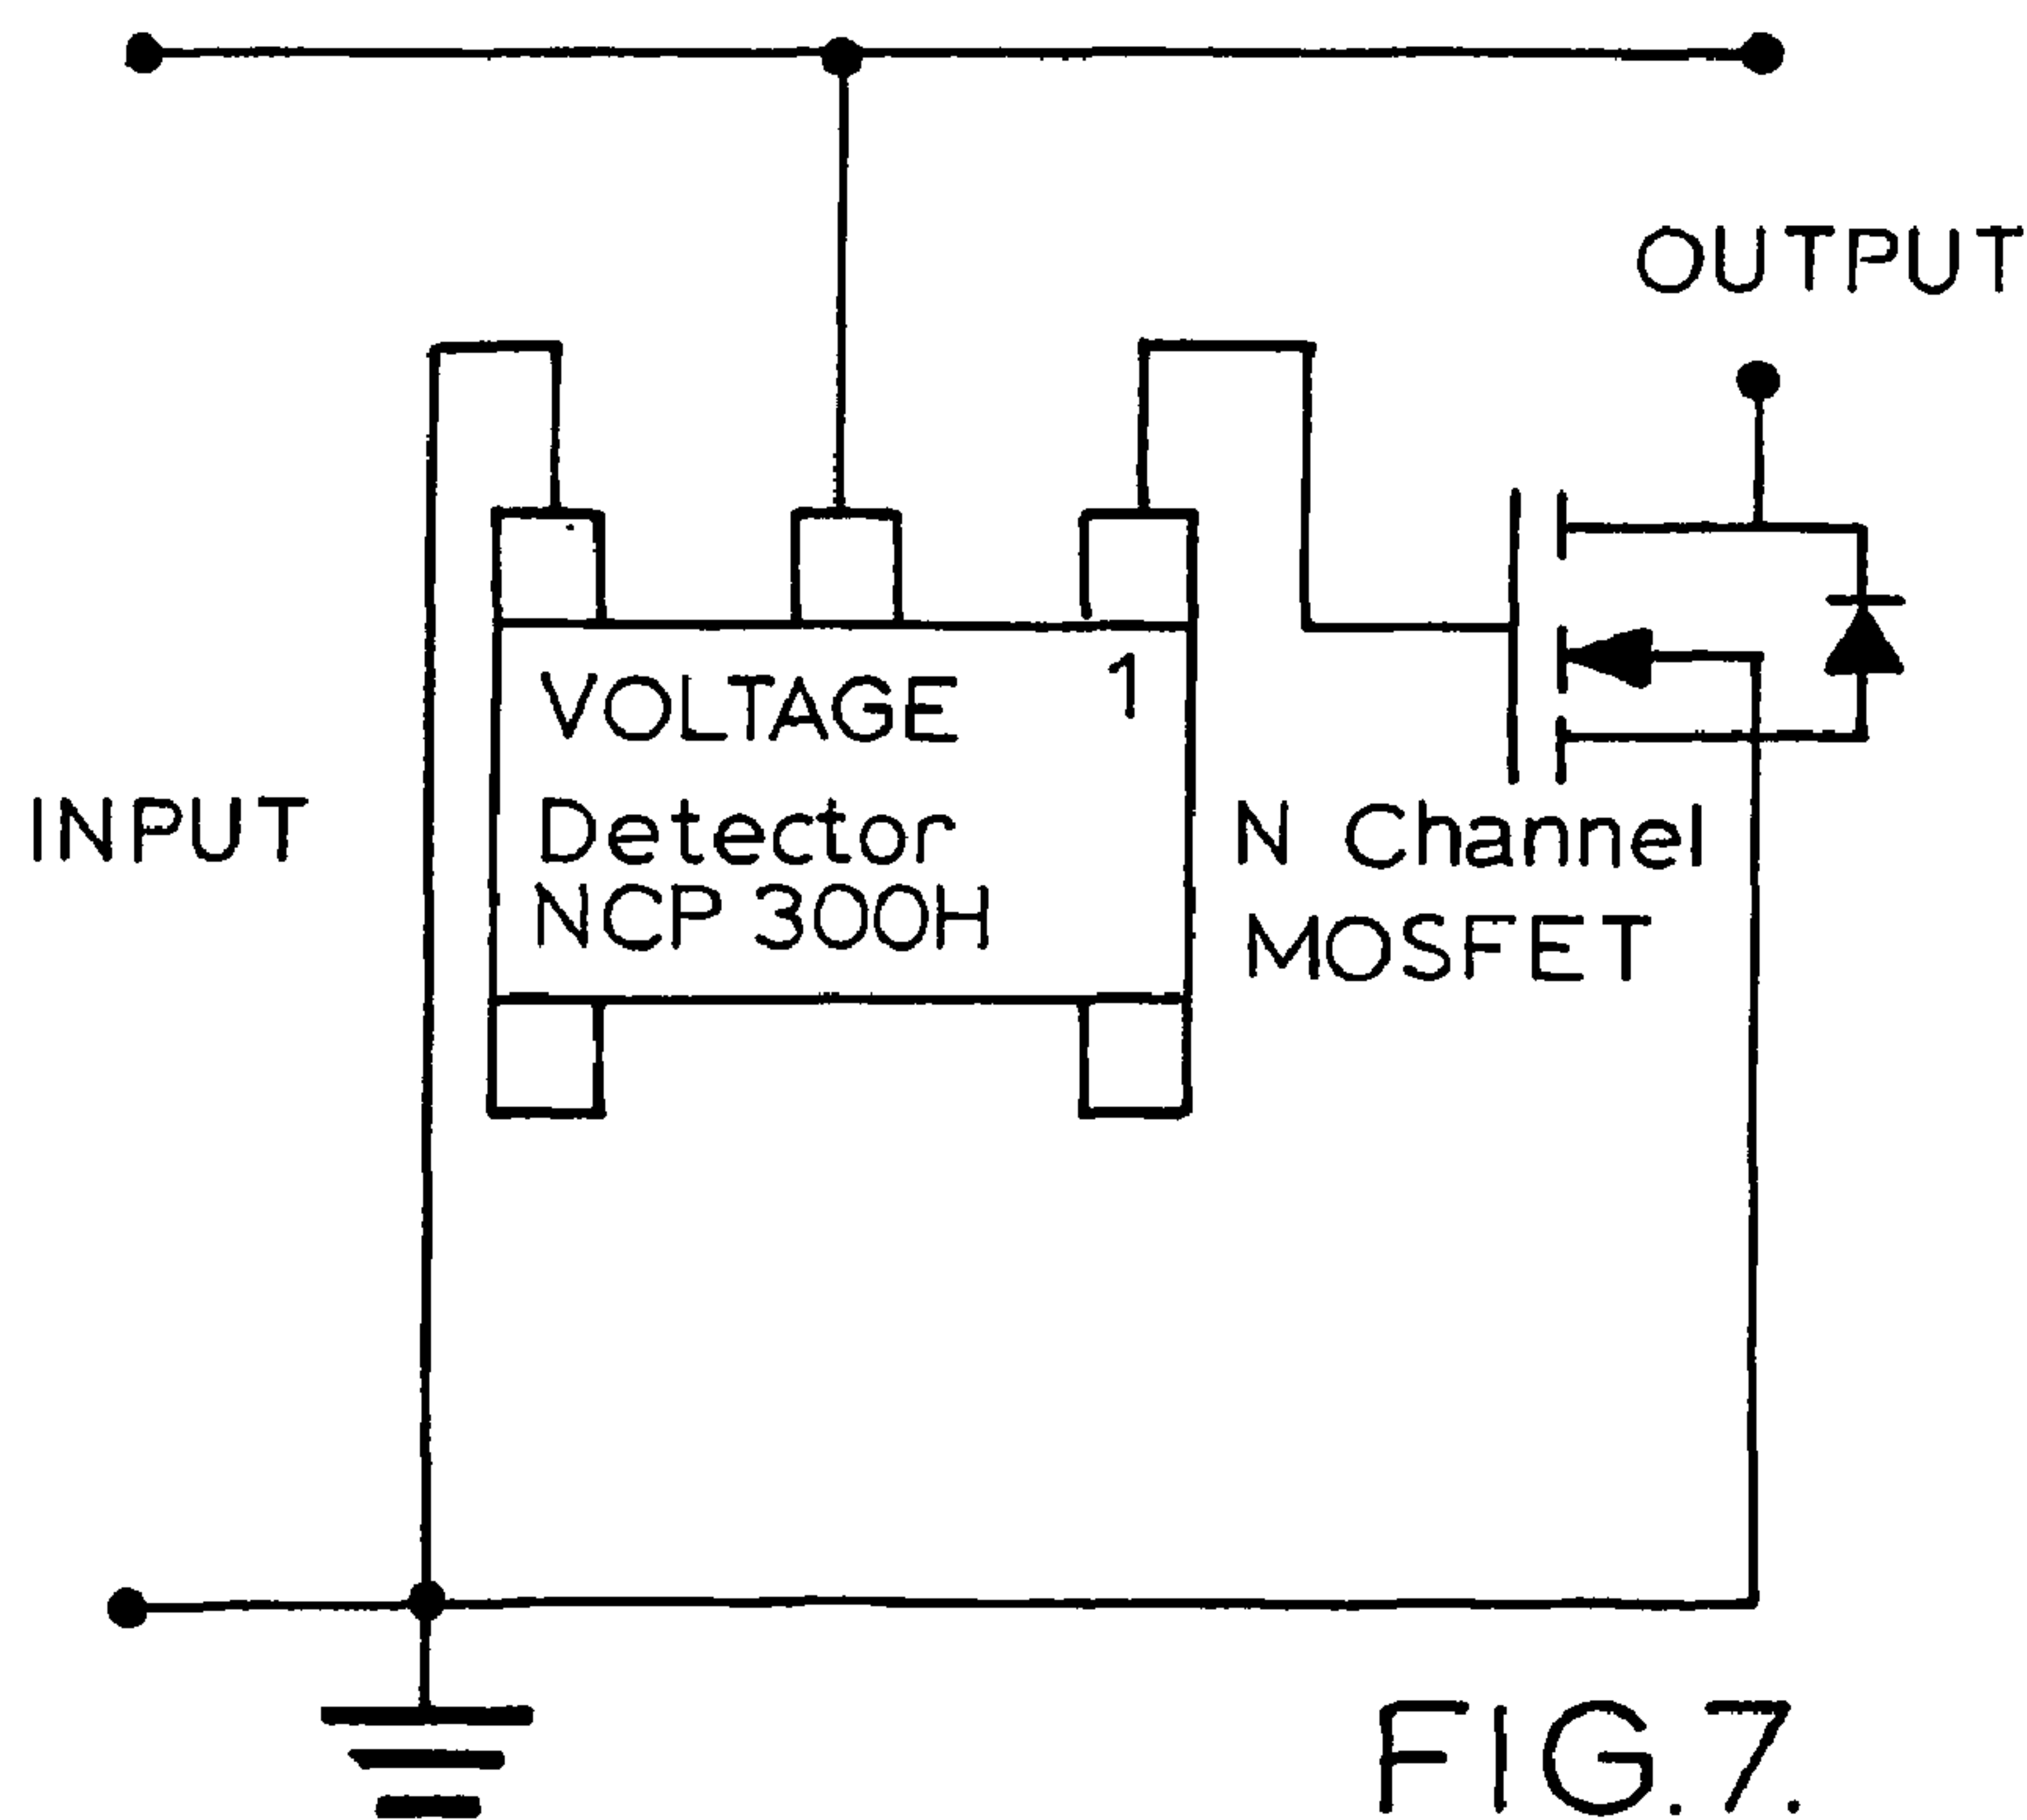 OUTPUT
1
VOLTAGE
Detector
NCP 300H
INPUT
N Channel
MOSFET
FIG.7.